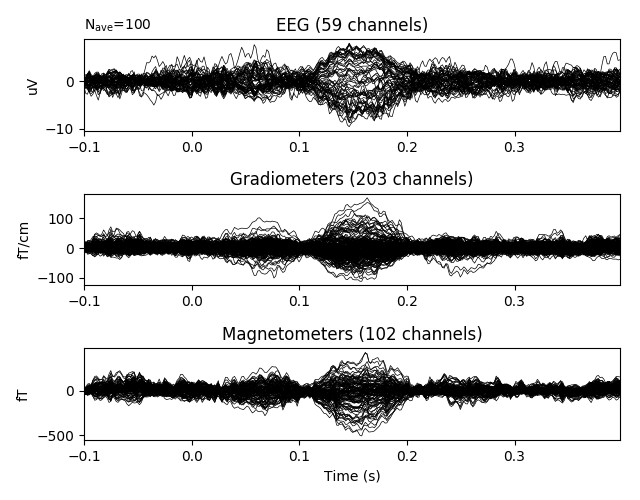 N_ave=100
EEG (59 channels)
uV
0
−10
−0.1 0.0 0.1 0.2 0.3
Gradiometers (203 channels)
fT/cm
100
0
−100
−0.1 0.0 0.1 0.2 0.3
Magnetometers (102 channels)
fT
0
−500
−0.1 0.0 0.1 0.2 0.3
Time (s)